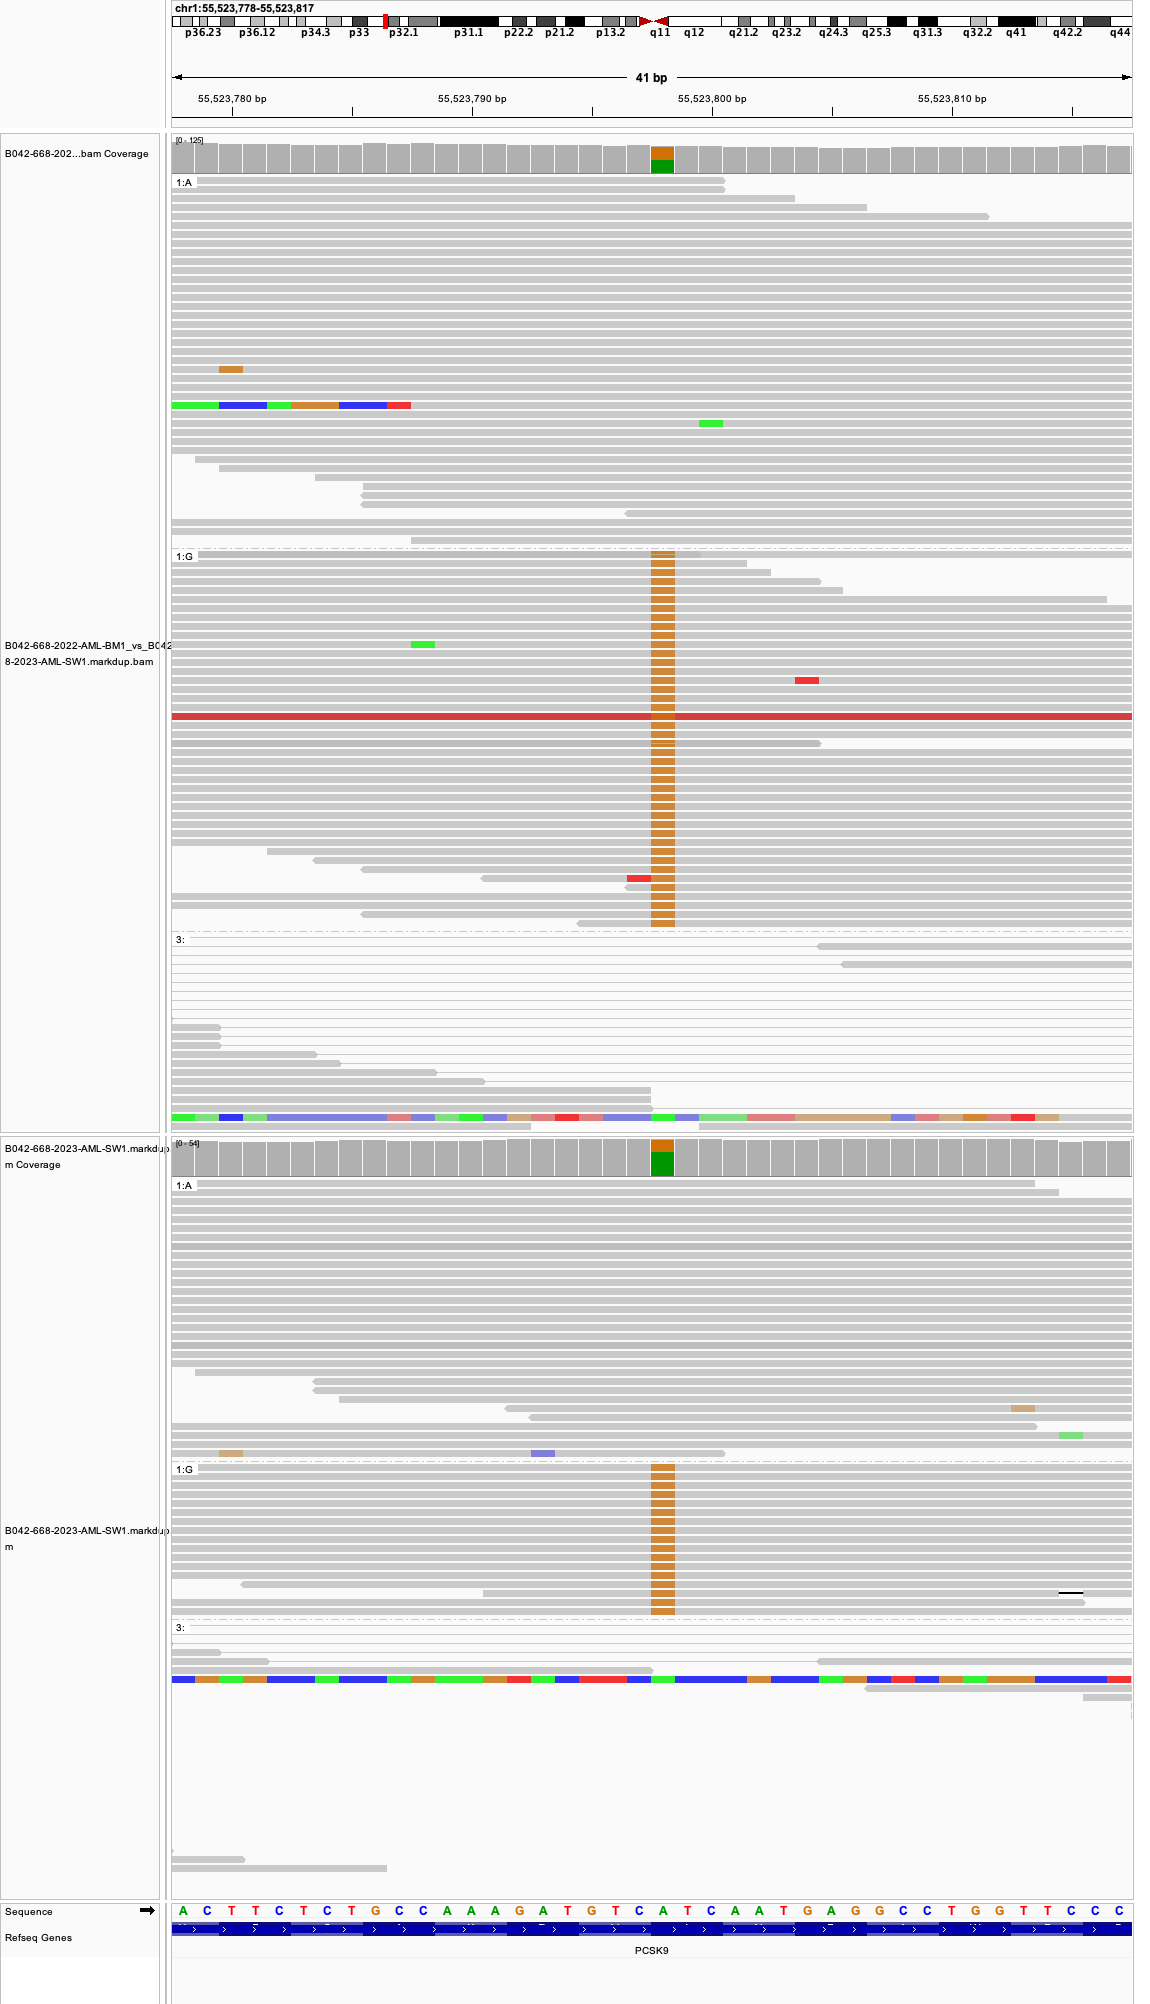 chr1:55,523,778-55,523,817
p36.23 p36.12 p34.3 p33 p32.1 p31.1 p22.2 p21.2 p13.2 q11 q12 q21.2 q23.2 q24.3 q25.3 q31.3 q32.2 q41 q42.2 q44
41 bp
55,523,780 bp 55,523,790 bp 55,523,800 bp 55,523,810 bp
[0 - 125]
B042-668-202...bam Coverage
1:A
1:G
B042-668-2022-AML-BM1_vs_B042
8-2023-AML-SW1.markdup.bam
3:
B042-668-2023-AML-SW1.markdup
m Coverage
[0 - 54]
1:A
1:G
B042-668-2023-AML-SW1.markdup
m
3:
Sequence
A C T T C T C T G C C A A A G A T G T C A T C A A T G A G G C C T G G T T C C C
Refseq Genes
PCSK9